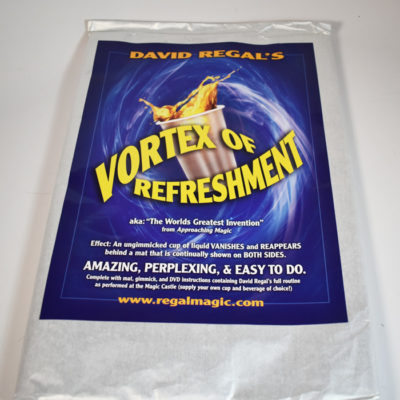 DAVID REGAL'S
VORTEX OF
REFRESHMENT
aka: "The Worlds Greatest Invention"
from Approaching Magic
Effect: An ungimmicked cup of liquid VANISHES and REAPPEARS
behind a mat that is continually shown on BOTH SIDES.
AMAZING, PERPLEXING, & EASY TO DO.
Complete with mat, gimmick, and DVD instructions containing David Regal's full routine
as performed at the Magic Castle (supply your own cup and beverage of choice!)
www.regalmagic.com